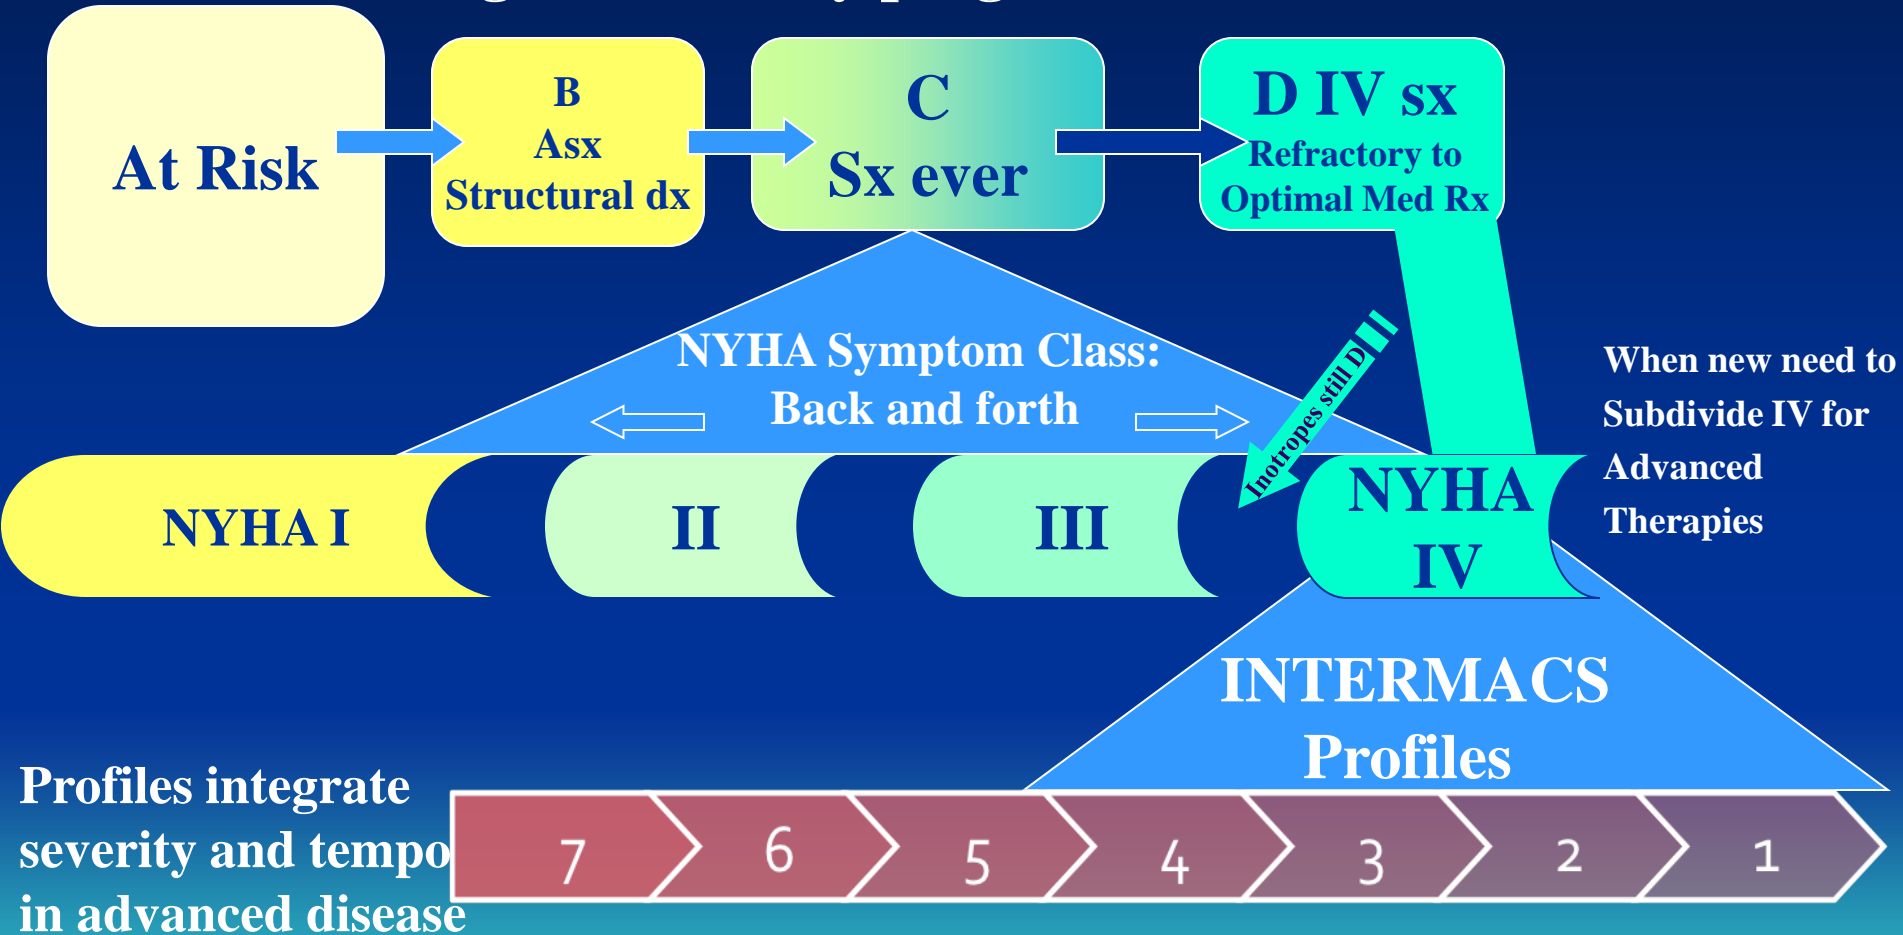 At Risk
B
Asx
Structural dx
C
Sx ever
D IV sx
Refractory to
Optimal Med Rx
NYHA Symptom Class:
Back and forth
Inotropes still D
When new need to
Subdivide IV for
Advanced
Therapies
NYHA I
II
III
NYHA
IV
INTERMACS
Profiles
Profiles integrate
severity and tempo
in advanced disease
7 6 5 4 3 2 1